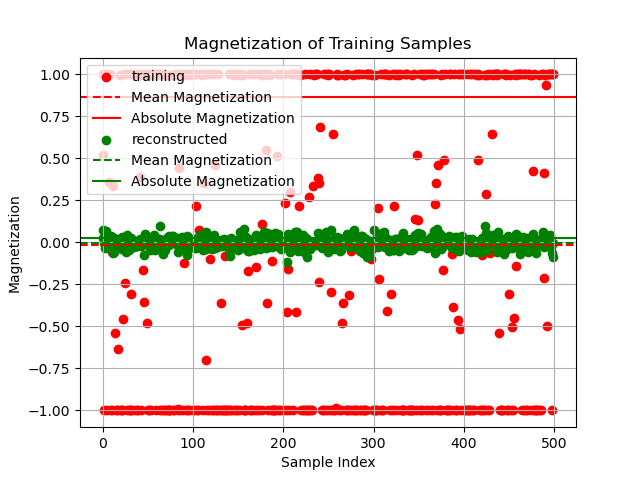 Magnetization of Training Samples
1.00
0.75
0.50
0.25
0.00
−0.25
−0.50
−0.75
−1.00
Magnetization
training
Mean Magnetization
Absolute Magnetization
reconstructed
Mean Magnetization
Absolute Magnetization
0 100 200 300 400 500
Sample Index